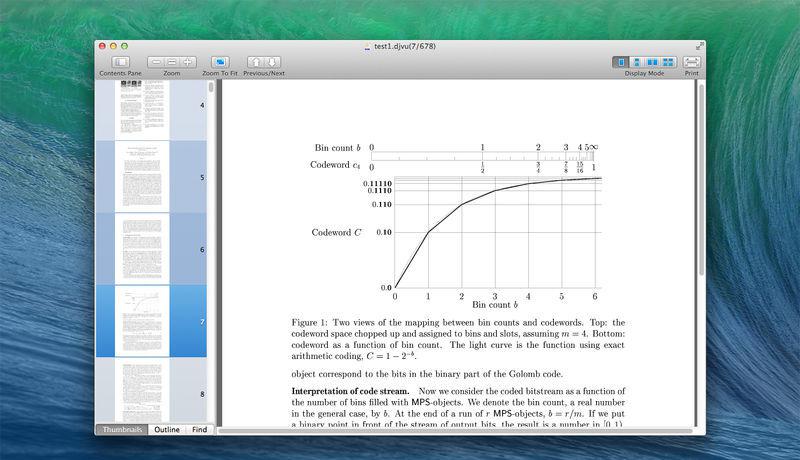 test1.djvu(7/678)
Contents Pane Zoom Zoom To Fit Previous/Next Display Mode Print
4
5
6
7
8
Thumbnails Outline Find
Bin count b 0 1 2 3 4 5 ∞
Codeword c₄ 0 1/2 3/4 7/8 15/16 1
0.11110
0.1110
0.110
Codeword C 0.10
0.0
0 1 2 3 4 5 6
Bin count b
Figure 1: Two views of the mapping between bin counts and codewords. Top: the
codeword space chopped up and assigned to bins and slots, assuming m = 4. Bottom:
codeword as a function of bin count. The light curve is the function using exact
arithmetic coding, C = 1 − 2⁻ᵇ.
object correspond to the bits in the binary part of the Golomb code.
Interpretation of code stream. Now we consider the coded bitstream as a function of
the number of bins filled with MPS-objects. We denote the bin count, a real number
in the general case, by b. At the end of a run of r MPS-objects, b = r/m. If we put
a binary point in front of the stream of output bits, the result is a number in [0, 1).